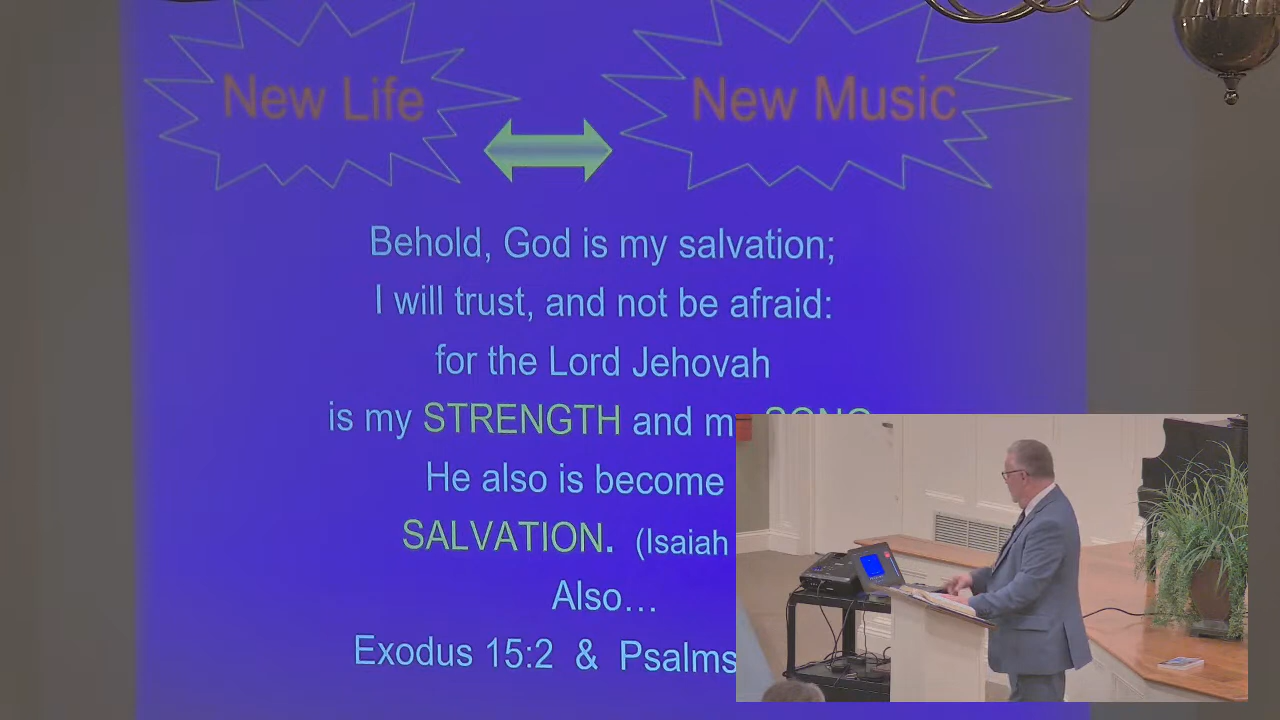 New Life
New Music
Behold, God is my salvation;
I will trust, and not be afraid:
for the Lord Jehovah
is my STRENGTH and m SONG
He also is become
SALVATION. (Isaiah
Also...
Exodus 15:2 & Psalms